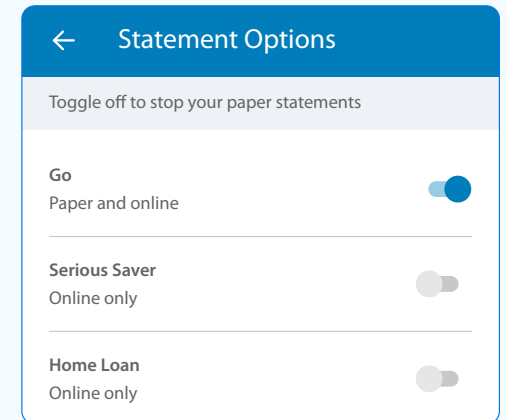 Statement Options
Toggle off to stop your paper statements
Go
Paper and online
Serious Saver
Online only
Home Loan
Online only